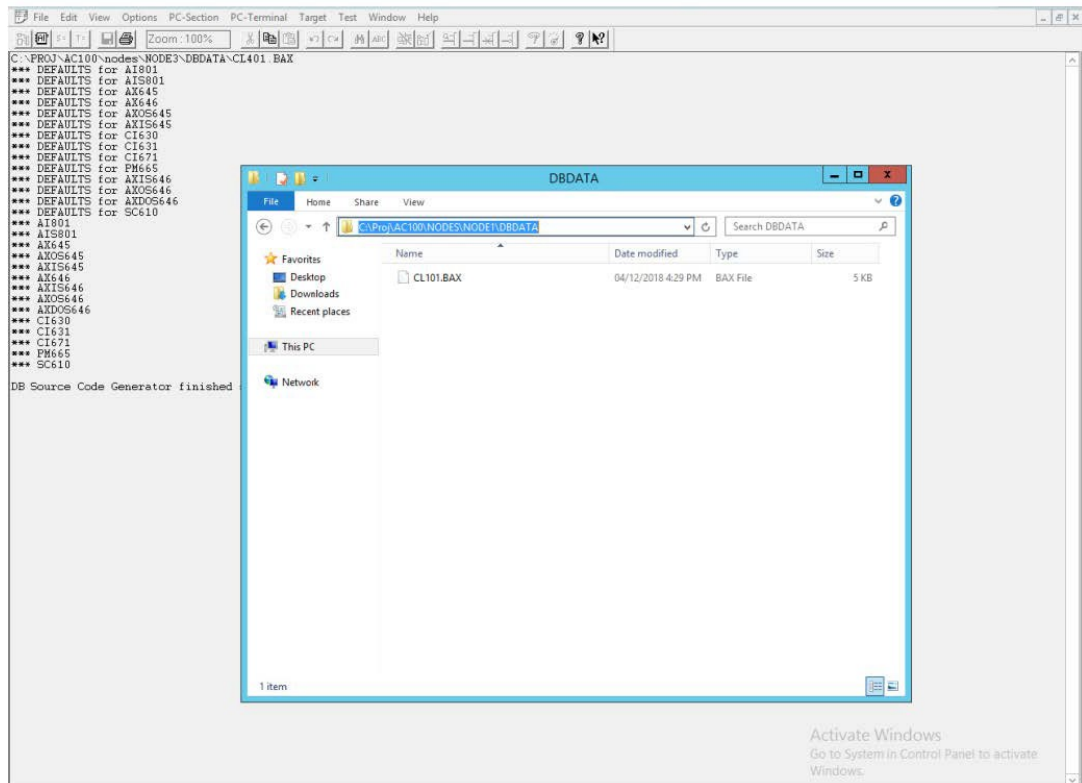 File Edit View Options PC-Section PC-Terminal Target Test Window Help
Zoom : 100%
C:\PROJ\AC100\nodes\NODE3\DBDATA\CL401.BAX
*** DEFAULTS for AI801
*** DEFAULTS for AIS801
*** DEFAULTS for AX645
*** DEFAULTS for AX646
*** DEFAULTS for AXOS645
*** DEFAULTS for AXIS645
*** DEFAULTS for CI630
*** DEFAULTS for CI631
*** DEFAULTS for CI671
*** DEFAULTS for PM665
*** DEFAULTS for AXIS646
*** DEFAULTS for AXOS646
*** DEFAULTS for AXDOS646
*** DEFAULTS for SC610
*** AI801
*** AIS801
*** AX645
*** AXOS645
*** AXIS645
*** AX646
*** AXIS646
*** AXOS646
*** AXDOS646
*** CI630
*** CI631
*** CI671
*** PM665
*** SC610
DB Source Code Generator finished
DBDATA
File Home Share View
C:\Proj\AC100\NODES\NODE1\DBDATA
Search DBDATA
Favorites
Desktop
Downloads
Recent places
This PC
Network
Name Date modified Type Size
CL101.BAX 04/12/2018 4:29 PM BAX File 5 KB
1 item
Activate Windows
Go to System in Control Panel to activate
Windows.